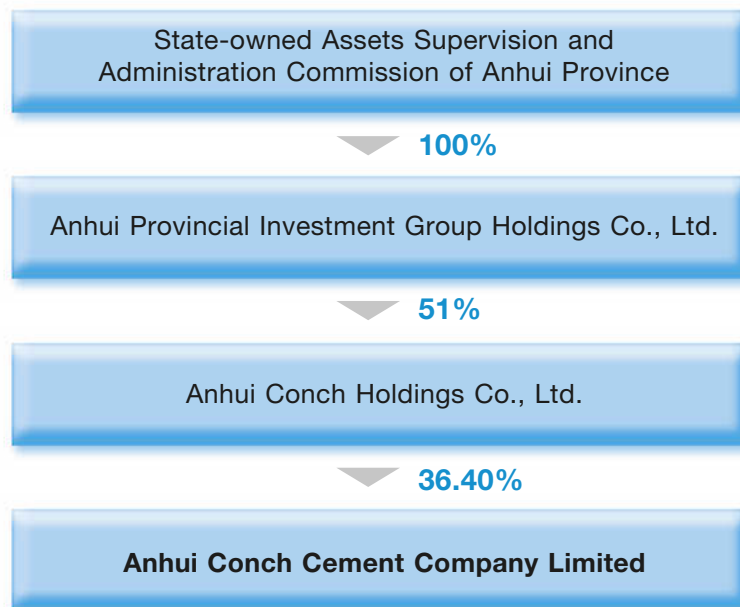 State-owned Assets Supervision and
Administration Commission of Anhui Province
100%
Anhui Provincial Investment Group Holdings Co., Ltd.
51%
Anhui Conch Holdings Co., Ltd.
36.40%
Anhui Conch Cement Company Limited